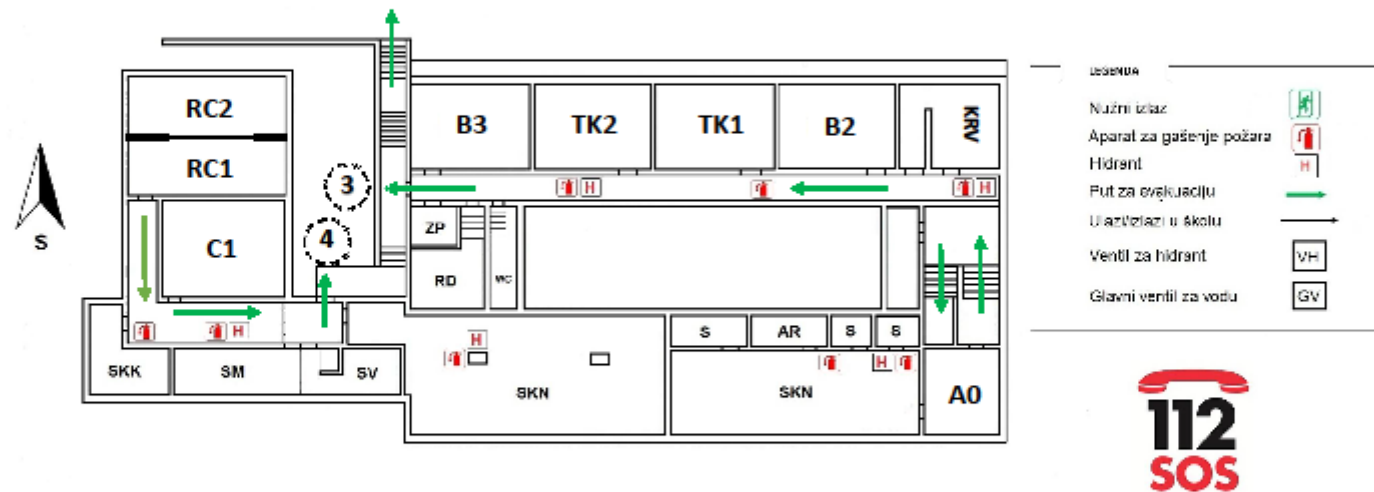 RC2
RC1
C1
3
4
B3
TK2
TK1
B2
KRV
H
H
ZP
RD
WC
S
H
H
SKK
SM
SV
SKN
H
S
AR
S
S
SKN
H
A0
LEGENDA
Nužni izlaz
Aparat za gašenje požara
Hidrant
H
Put za evakuaciju
Ulazi/izlazi u školu
Ventil za hidrant
VH
Glavni ventil za vodu
GV
112
SOS